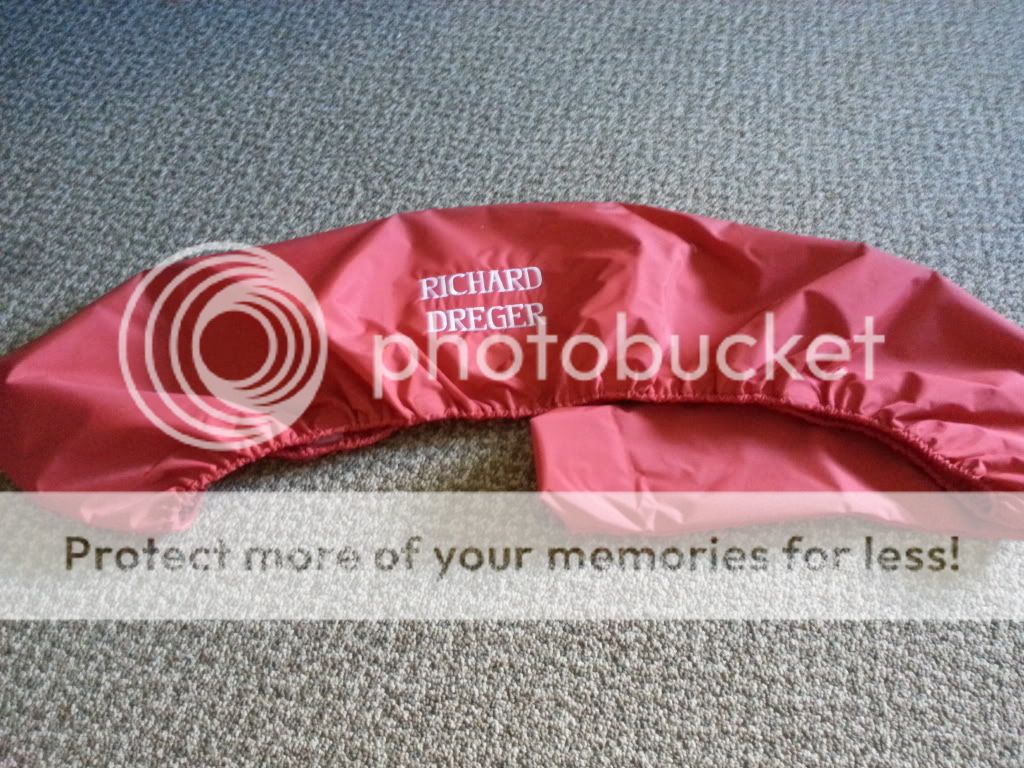 RICHARD
DREGER
photobucket
Protect more of your memories for less!